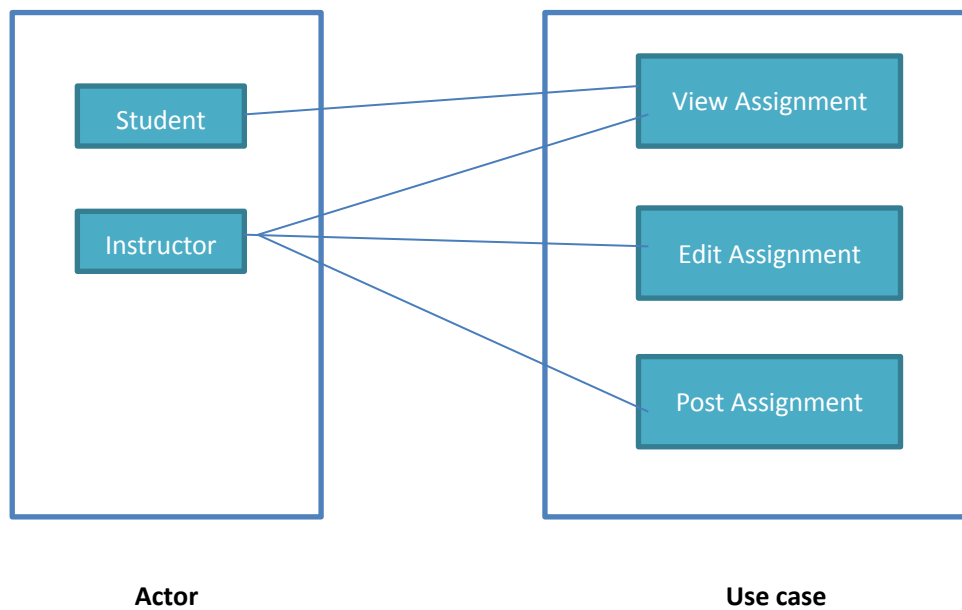 Student
Instructor
View Assignment
Edit Assignment
Post Assignment
Actor
Use case